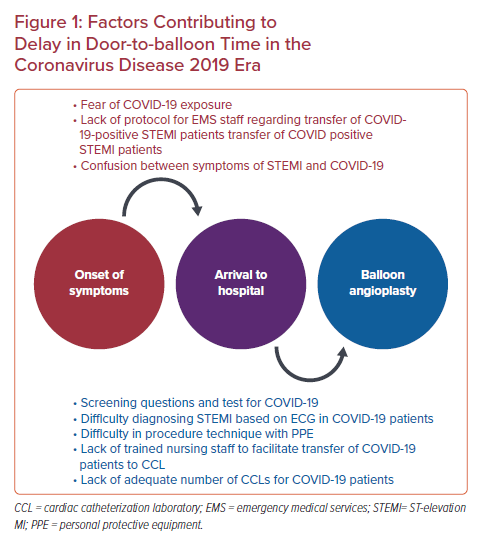 Figure 1: Factors Contributing to
Delay in Door-to-balloon Time in the
Coronavirus Disease 2019 Era
• Fear of COVID-19 exposure
• Lack of protocol for EMS staff regarding transfer of COVID-
19-positive STEMI patients transfer of COVID positive
STEMI patients
• Confusion between symptoms of STEMI and COVID-19
Onset of
symptoms
Arrival to
hospital
Balloon
angioplasty
• Screening questions and test for COVID-19
• Difficulty diagnosing STEMI based on ECG in COVID-19 patients
• Difficulty in procedure technique with PPE
• Lack of trained nursing staff to facilitate transfer of COVID-19
patients to CCL
• Lack of adequate number of CCLs for COVID-19 patients
CCL = cardiac catheterization laboratory; EMS = emergency medical services; STEMI= ST-elevation
MI; PPE = personal protective equipment.